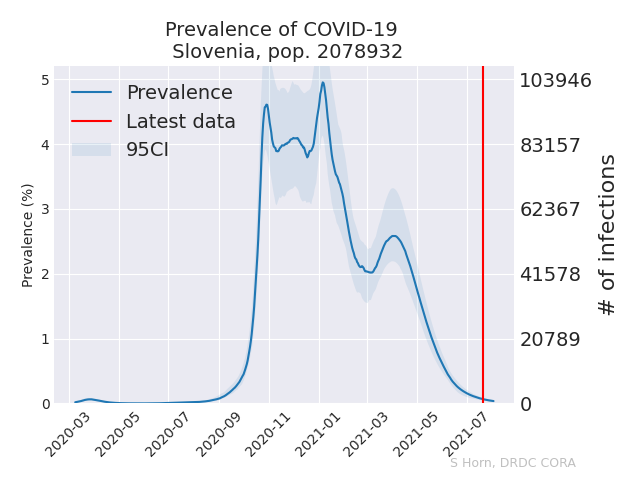 Prevalence of COVID-19
Slovenia, pop. 2078932
Prevalence
Latest data
95CI
Prevalence (%)
5
4
3
2
1
0
103946
83157
62367
41578
20789
0
# of infections
2020-03
2020-05
2020-07
2020-09
2020-11
2021-01
2021-03
2021-05
2021-07
S Horn, DRDC CORA